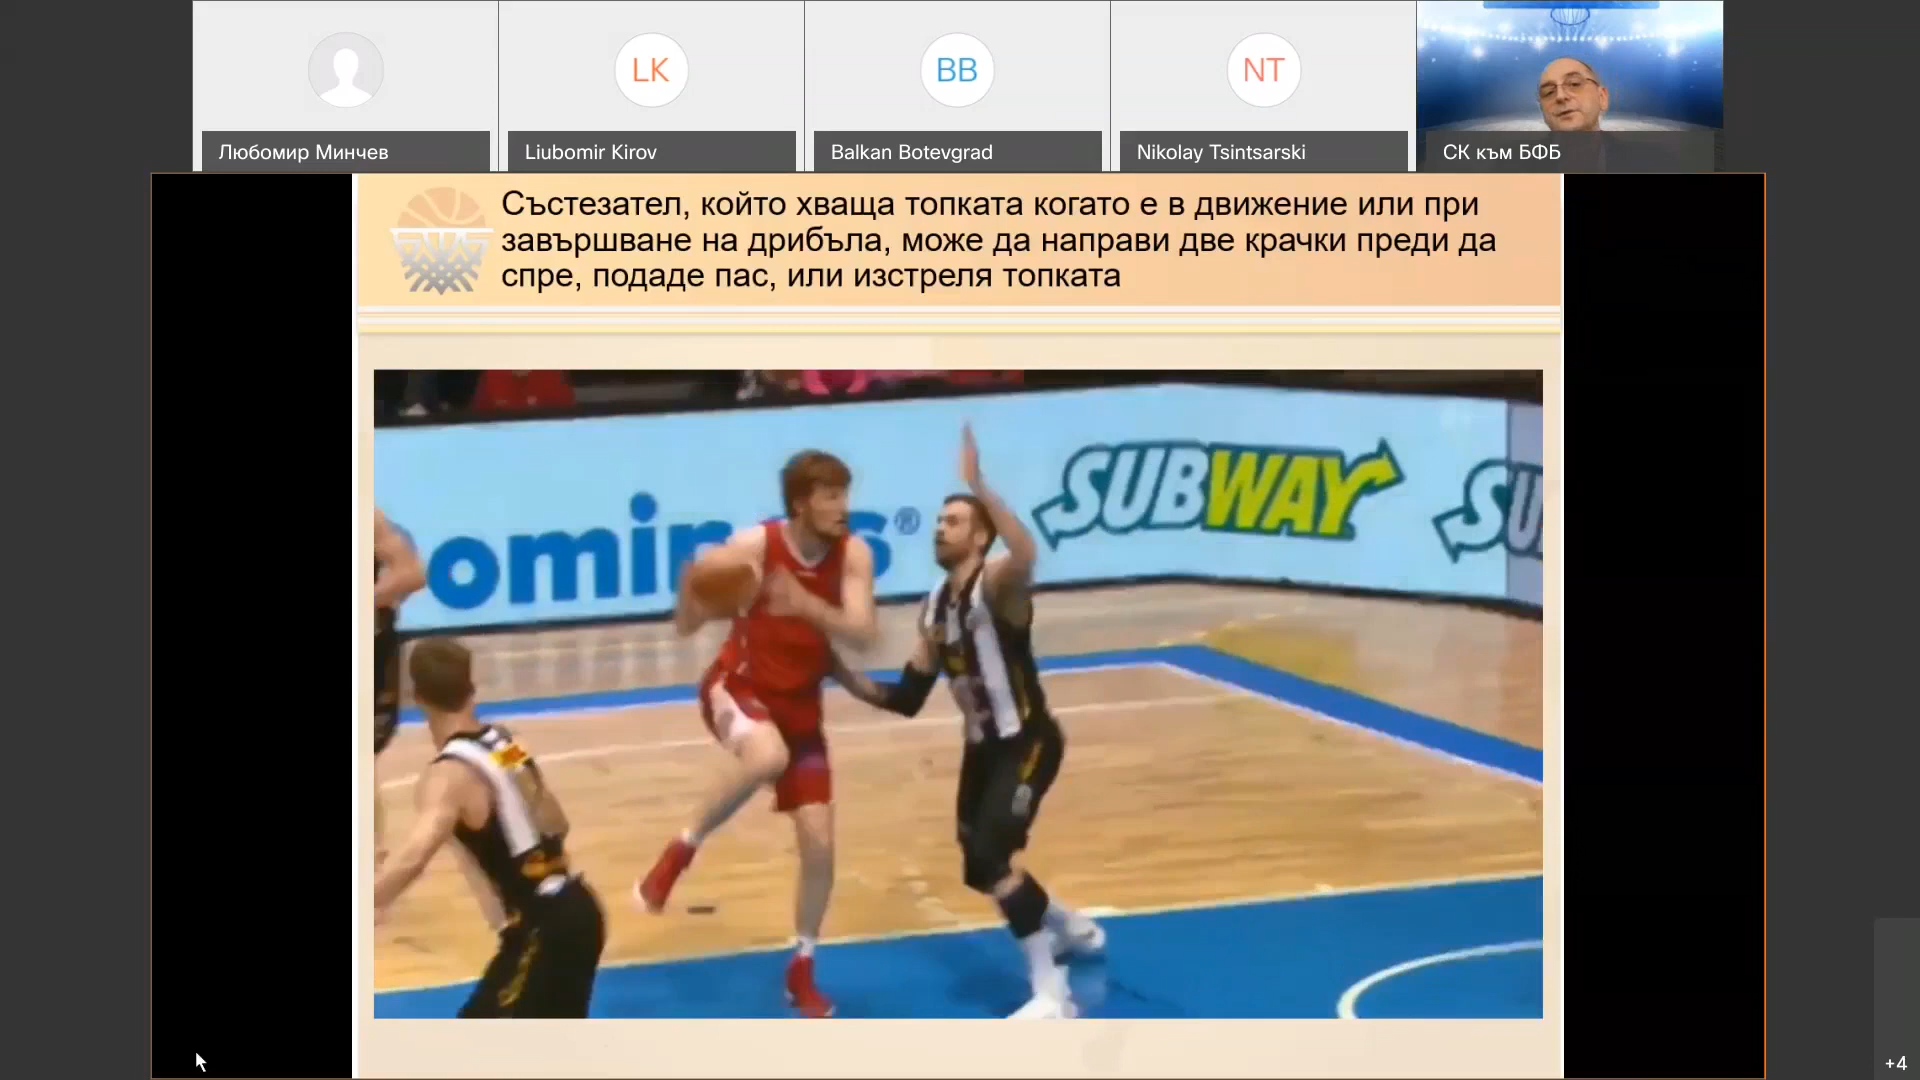 LK
BB
NT
Любомир Минчев
Liubomir Kirov
Balkan Botevgrad
Nikolay Tsintsarski
СК към БФБ
Състезател, който хваща топката когато е в движение или при
завършване на дрибъла, може да направи две крачки преди да
спре, подаде пас, или изстреля топката
SUBWAY
+4